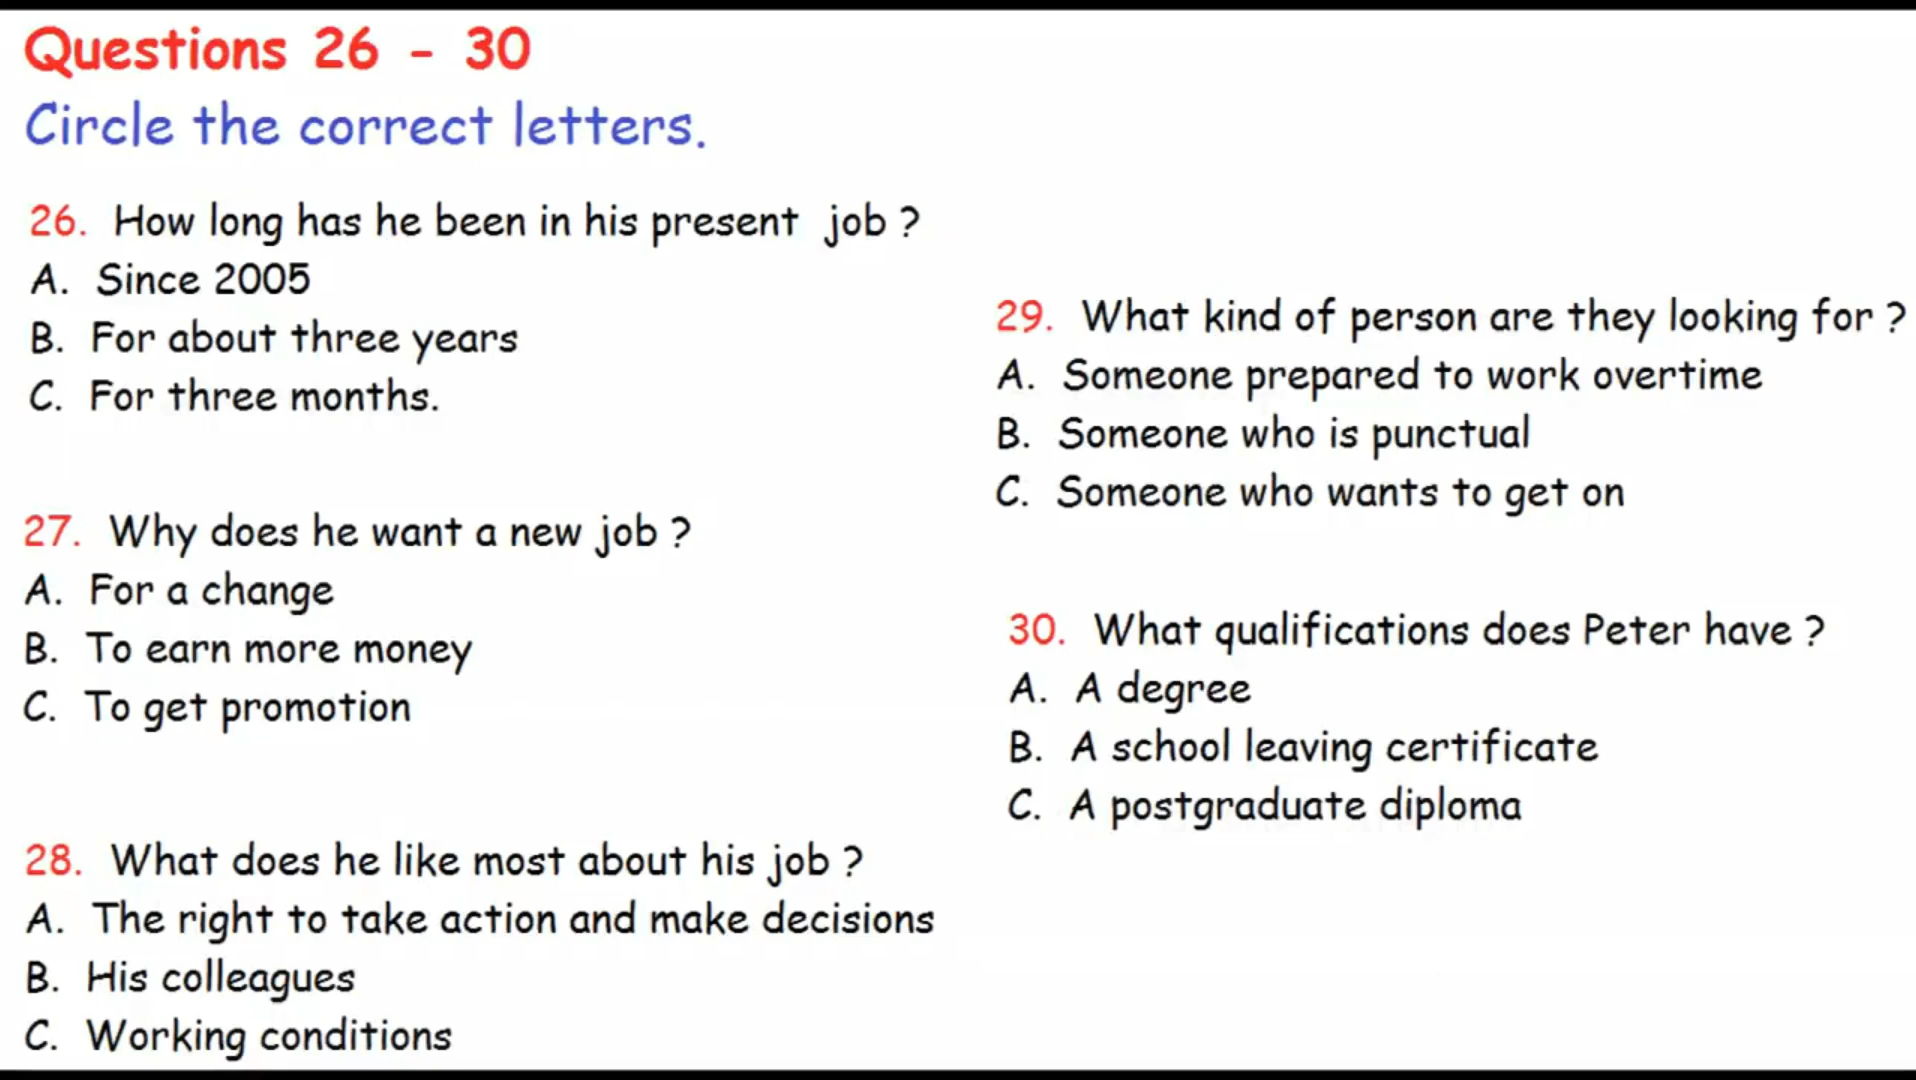 Questions 26 - 30
Circle the correct letters.
26. How long has he been in his present job ?
A. Since 2005
B. For about three years
C. For three months.
27. Why does he want a new job ?
A. For a change
B. To earn more money
C. To get promotion
28. What does he like most about his job ?
A. The right to take action and make decisions
B. His colleagues
C. Working conditions
29. What kind of person are they looking for ?
A. Someone prepared to work overtime
B. Someone who is punctual
C. Someone who wants to get on
30. What qualifications does Peter have ?
A. A degree
B. A school leaving certificate
C. A postgraduate diploma